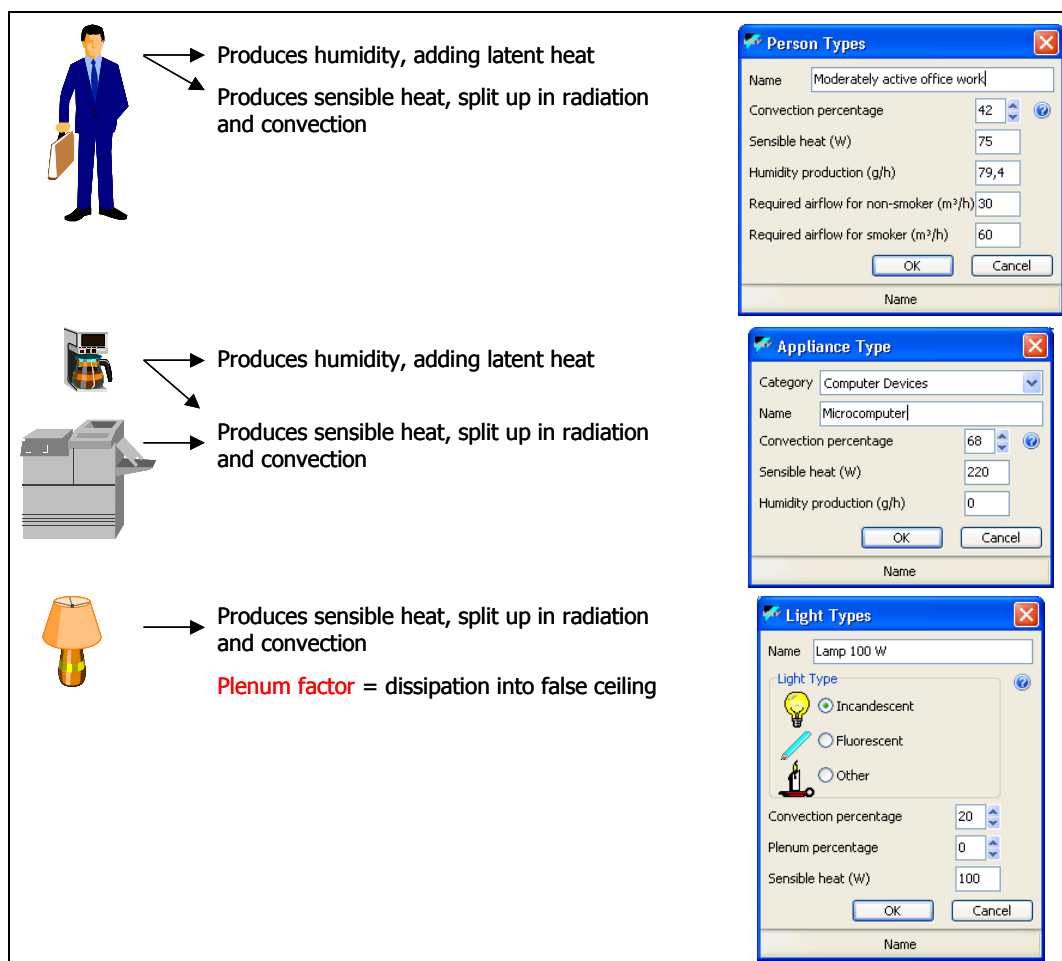 Produces humidity, adding latent heat
Produces sensible heat, split up in radiation
and convection
Person Types
Name Moderately active office work
Convection percentage 42
Sensible heat (W) 75
Humidity production (g/h) 79,4
Required airflow for non-smoker (m³/h) 30
Required airflow for smoker (m³/h) 60
OK Cancel
Name
Produces humidity, adding latent heat
Produces sensible heat, split up in radiation
and convection
Appliance Type
Category Computer Devices
Name Microcomputer
Convection percentage 68
Sensible heat (W) 220
Humidity production (g/h) 0
OK Cancel
Name
Produces sensible heat, split up in radiation
and convection
Plenum factor = dissipation into false ceiling
Light Types
Name Lamp 100 W
Light Type
Incandescent
Fluorescent
Other
Convection percentage 20
Plenum percentage 0
Sensible heat (W) 100
OK Cancel
Name